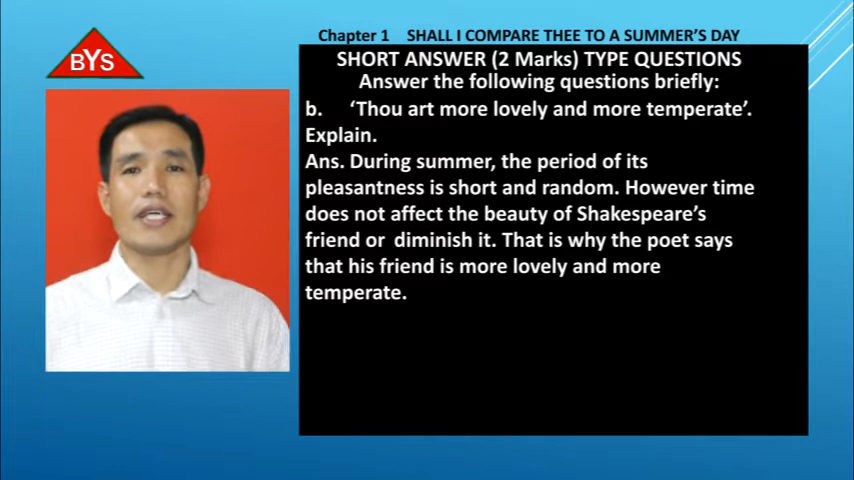 BYS
Chapter 1 SHALL I COMPARE THEE TO A SUMMER'S DAY
SHORT ANSWER (2 Marks) TYPE QUESTIONS
Answer the following questions briefly:
b. ‘Thou art more lovely and more temperate’.
Explain.
Ans. During summer, the period of its
pleasantness is short and random. However time
does not affect the beauty of Shakespeare’s
friend or diminish it. That is why the poet says
that his friend is more lovely and more
temperate.